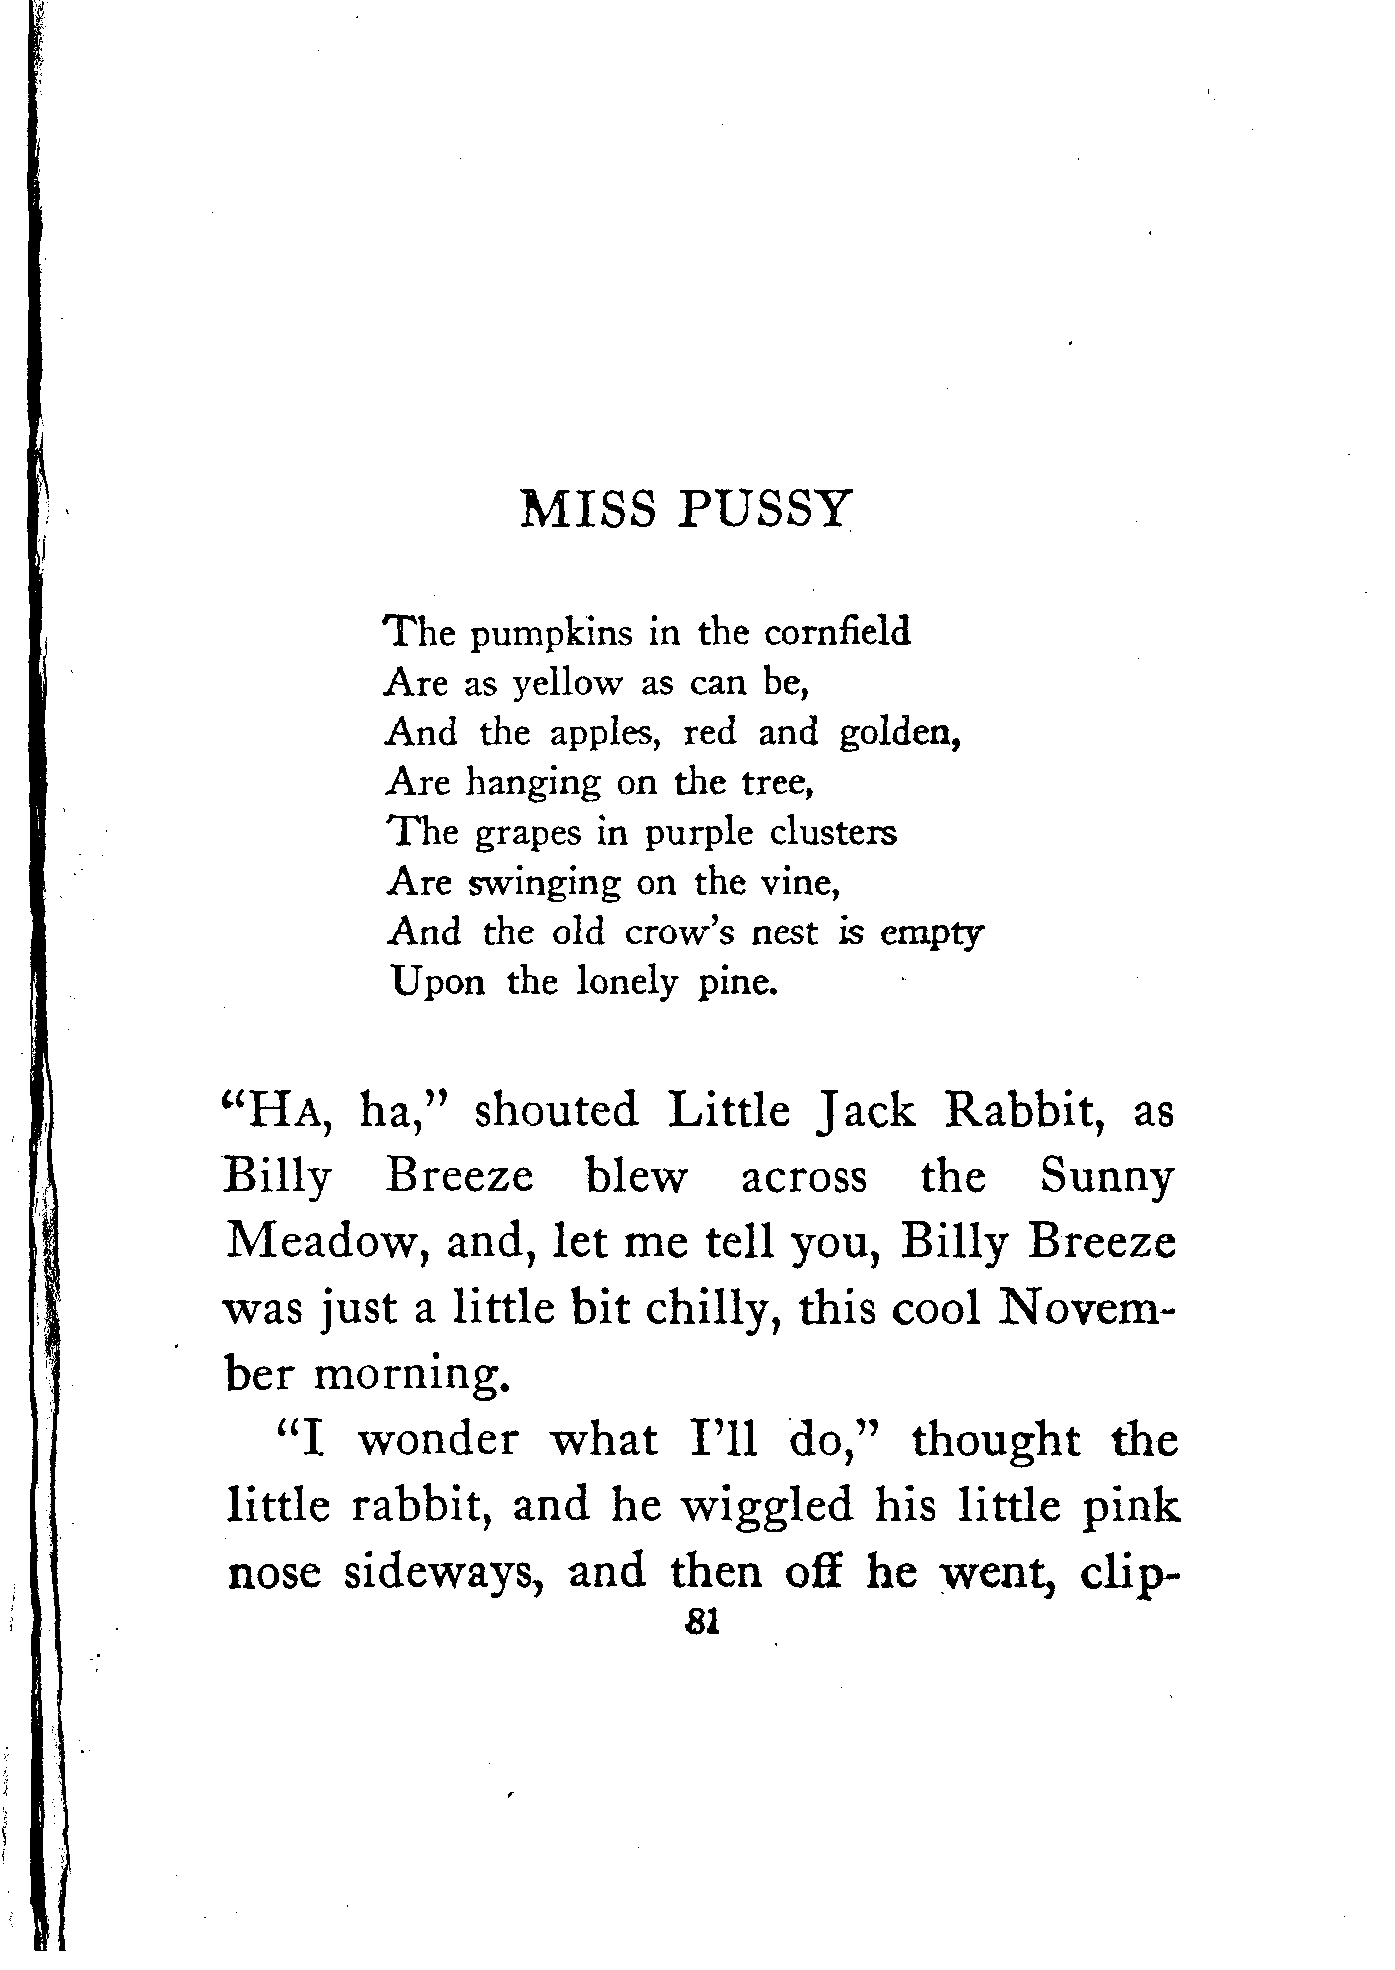 MISS PUSSY
The pumpkins in the cornfield
Are as yellow as can be,
And the apples, red and golden,
Are hanging on the tree,
The grapes in purple clusters
Are swinging on the vine,
And the old crow's nest is empty
Upon the lonely pine.
“HA, ha,” shouted Little Jack Rabbit, as
Billy Breeze blew across the Sunny
Meadow, and, let me tell you, Billy Breeze
was just a little bit chilly, this cool Novem-
ber morning.
“I wonder what I'll do,” thought the
little rabbit, and he wiggled his little pink
nose sideways, and then off he went, clip-
81